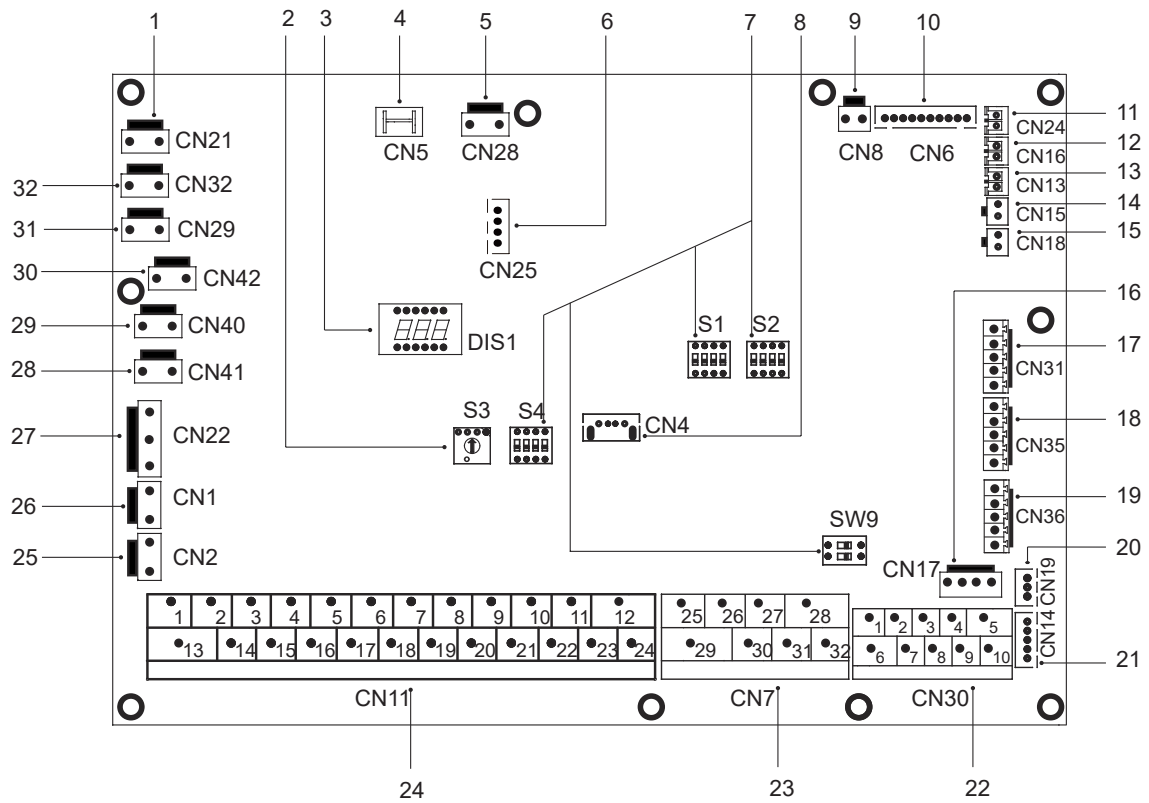 1 2 3 4 5 6 7 8 9 10
CN21
CN5
CN28
CN8
CN6
CN24
11
CN16
12
CN13
13
CN15
14
CN18
15
32
CN32
31
CN29
30
CN42
CN25
29
CN40
888
DIS1
S1
S2
16
28
CN41
CN31
17
27
CN22
S3
S4
CN4
CN35
18
26
CN1
CN36
19
25
CN2
SW9
CN17
CN19
20
1 2 3 4 5 6 7 8 9 10 11 12
25 26 27 28
1 2 3 4 5
CN14
13 14 15 16 17 18 19 20 21 22 23 24
29 30 31 32
6 7 8 9 10
21
CN11
CN7
CN30
24
23
22